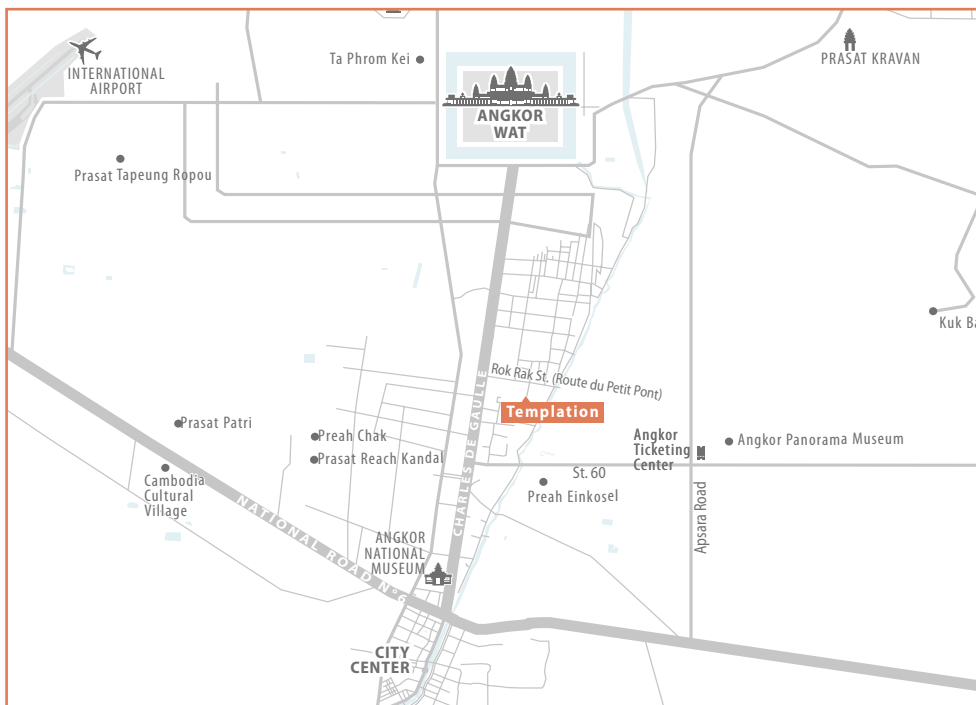 INTERNATIONAL
AIRPORT
Ta Phrom Kei
ANGKOR
WAT
PRASAT KRAVAN
Prasat Tapeung Ropou
Kuk Ba
Rok Rak St. (Route du Petit Pont)
Templation
CHARLES DE GAULLE
Prasat Patri
Preah Chak
Prasat Reach Kandal
Angkor
Ticketing
Center
Angkor Panorama Museum
St. 60
Preah Einkosel
Cambodia
Cultural
Village
NATIONAL ROAD N°6
Apsara Road
ANGKOR
NATIONAL
MUSEUM
CITY
CENTER